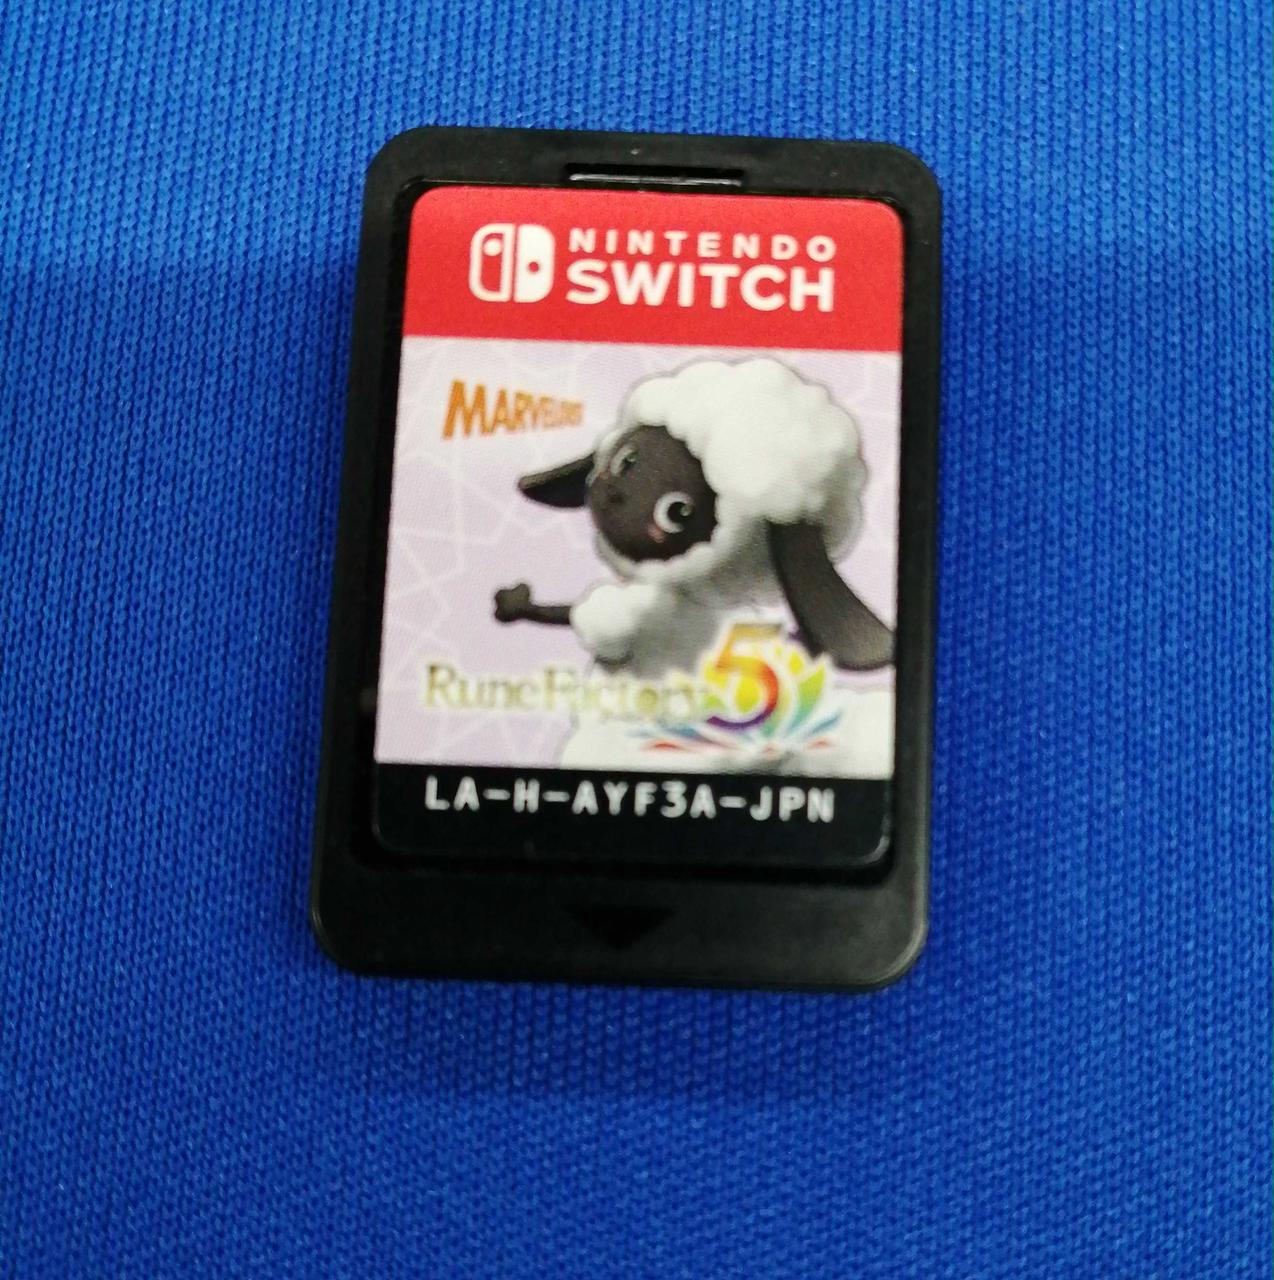 NINTENDO
SWITCH
MARVELOUS
Rune Factory 5
LA-H-AYF3A-JPN